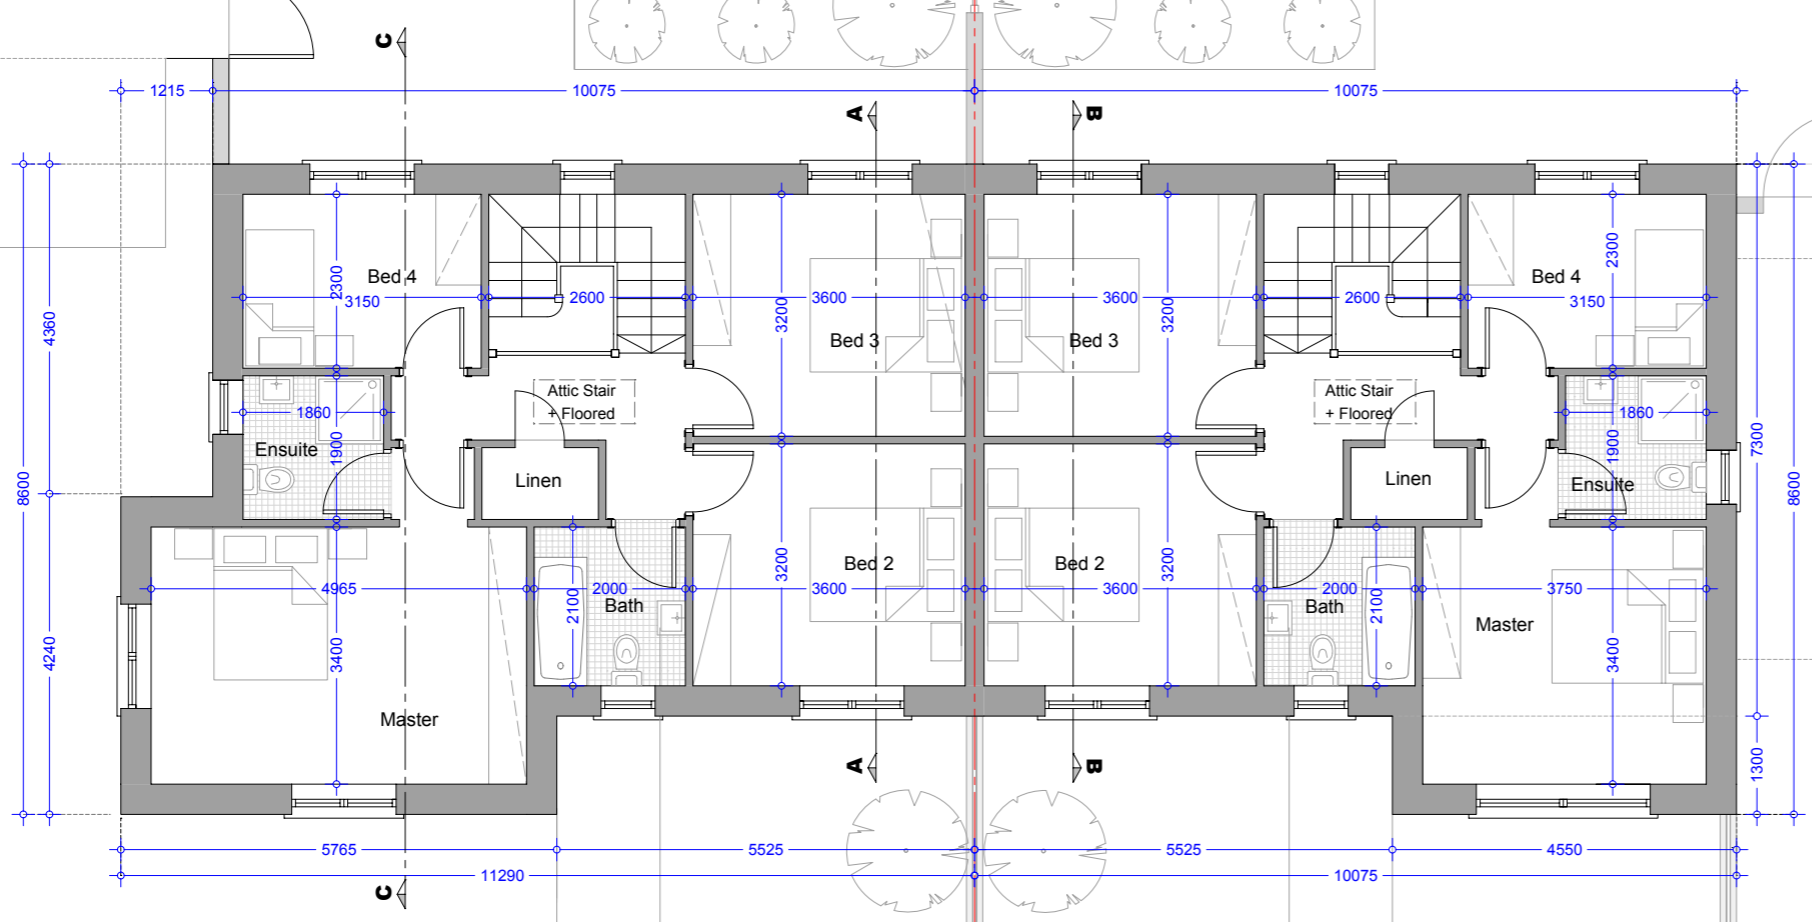 C
1215
10075
10075
A
B
Bed 4
2300
3150
2600
3600
3200
Bed 3
3600
3200
Bed 3
2600
Bed 4
2300
3150
4360
8600
1860
Ensuite
1900
Attic Stair
+ Floored
Linen
Attic Stair
+ Floored
Linen
1860
1900
Ensuite
7300
8600
4965
3400
Master
2000
2100
Bath
3200
Bed 2
3600
3200
Bed 2
3600
2000
2100
Bath
3750
Master
3400
4240
1300
A
B
5765
5525
5525
4550
11290
10075
C